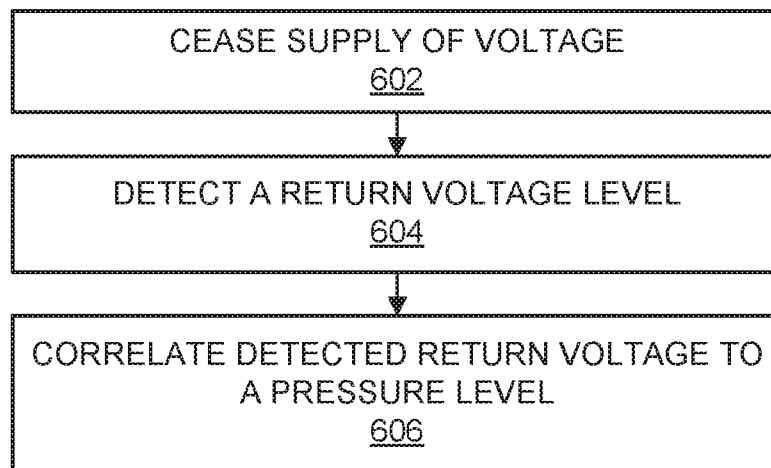 CEASE SUPPLY OF VOLTAGE
602
DETECT A RETURN VOLTAGE LEVEL
604
CORRELATE DETECTED RETURN VOLTAGE TO
A PRESSURE LEVEL
606